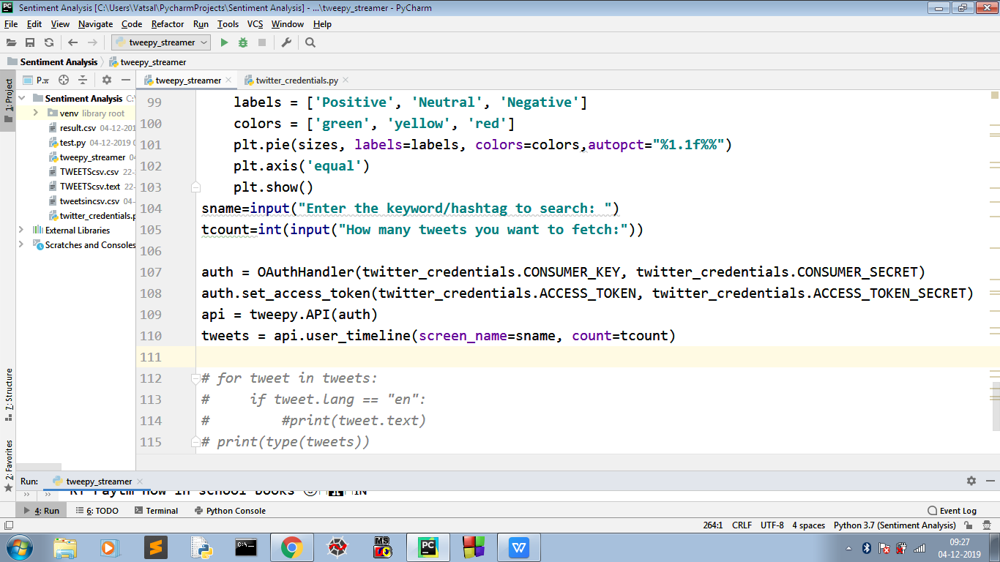 Sentiment Analysis [C:\Users\Vatsal\PycharmProjects\Sentiment Analysis] - ...\tweepy_streamer - PyCharm
File Edit View Navigate Code Refactor Run Tools VCS Window Help
tweepy_streamer
Sentiment Analysis tweepy_streamer
1: Project
P..
tweepy_streamer twitter_credentials.py
Sentiment Analysis C:\
venv library root
result.csv 04-12-201
test.py 04-12-2019 0
tweepy_streamer 04
TWEETScsv.csv 22-
TWEETScsv.text 22-
tweetsincsv.csv 04-
twitter_credentials.p
External Libraries
Scratches and Consoles
99 labels = ['Positive', 'Neutral', 'Negative']
100 colors = ['green', 'yellow', 'red']
101 plt.pie(sizes, labels=labels, colors=colors,autopct="%1.1f%%")
102 plt.axis('equal')
103 plt.show()
104 sname=input("Enter the keyword/hashtag to search: ")
105 tcount=int(input("How many tweets you want to fetch:"))
106
107 auth = OAuthHandler(twitter_credentials.CONSUMER_KEY, twitter_credentials.CONSUMER_SECRET)
108 auth.set_access_token(twitter_credentials.ACCESS_TOKEN, twitter_credentials.ACCESS_TOKEN_SECRET)
109 api = tweepy.API(auth)
110 tweets = api.user_timeline(screen_name=sname, count=tcount)
111
112 # for tweet in tweets:
113 #     if tweet.lang == "en":
114 #         #print(tweet.text)
115 # print(type(tweets))
7: Structure
2: Favorites
Run: tweepy_streamer
RT Paytm now in school books
4: Run 6: TODO Terminal Python Console Event Log
264:1 CRLF UTF-8 4 spaces Python 3.7 (Sentiment Analysis)
C:\_ MS PC W
09:27
04-12-2019